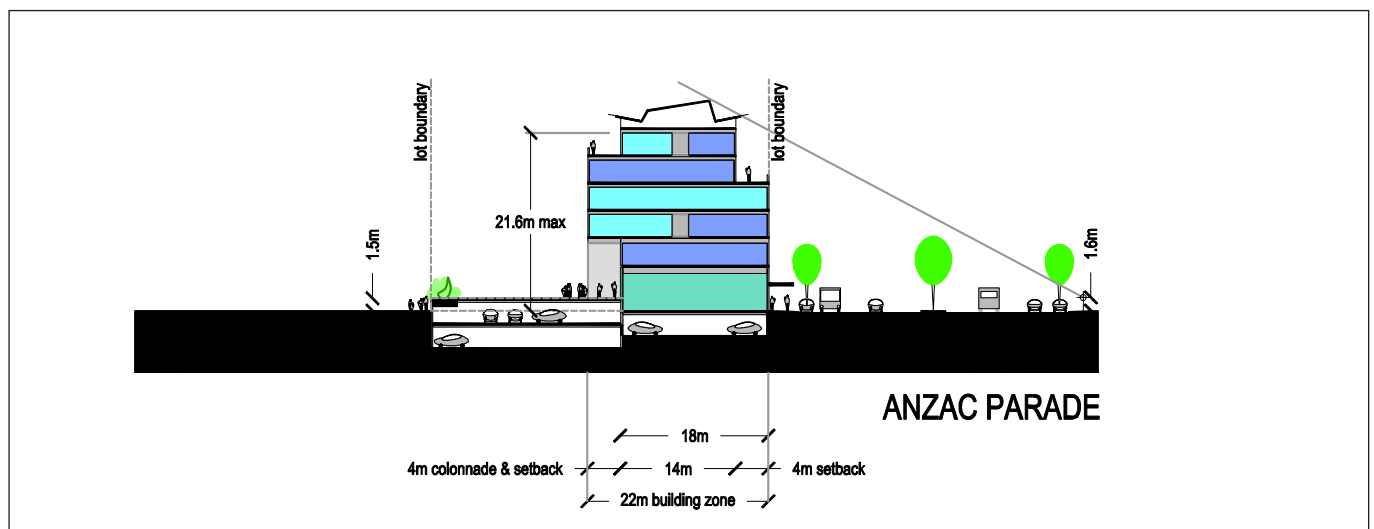 lot boundary
lot boundary
21.6m max
1.5m
1.6m
ANZAC PARADE
18m
4m colonnade & setback
14m
4m setback
22m building zone